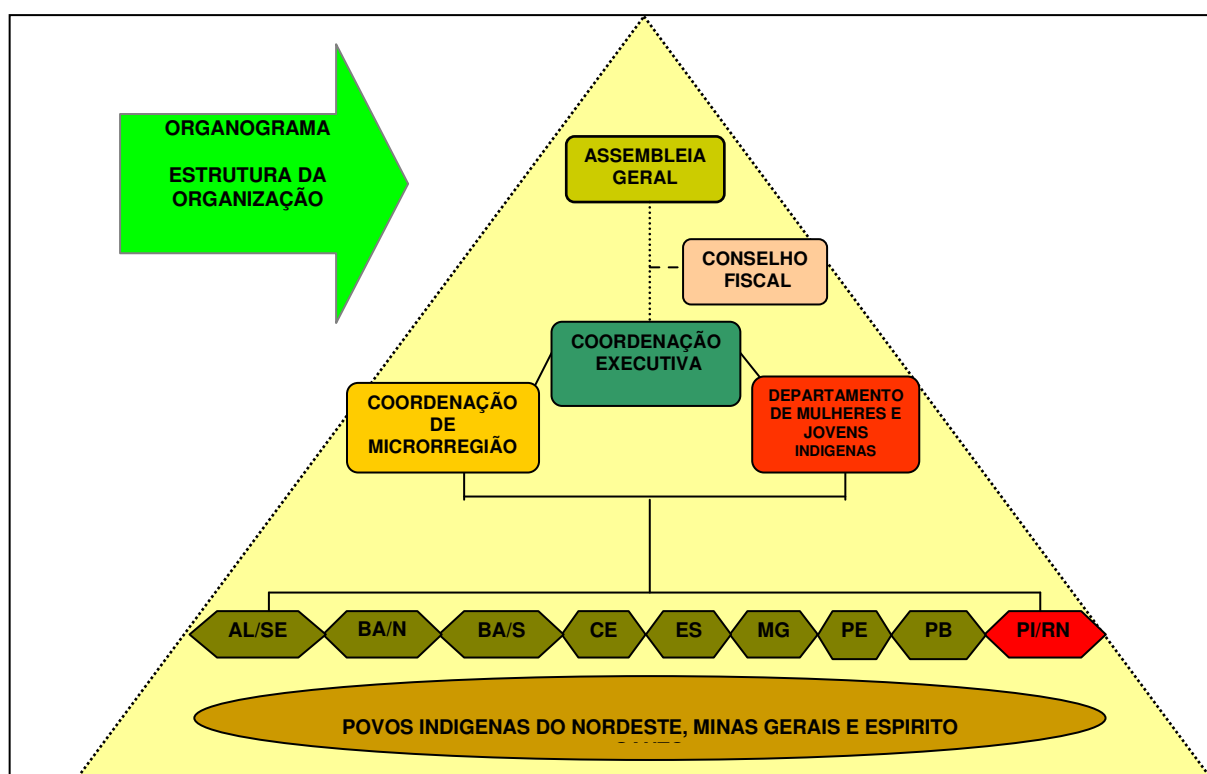 ORGANOGRAMA
ESTRUTURA DA
ORGANIZAÇÃO
ASSEMBLEIA
GERAL
CONSELHO
FISCAL
COORDENAÇÃO
EXECUTIVA
COORDENAÇÃO
DE
MICRORREGIÃO
DEPARTAMENTO
DE MULHERES E
JOVENS
INDIGENAS
AL/SE BA/N BA/S CE ES MG PE PB PI/RN
POVOS INDIGENAS DO NORDESTE, MINAS GERAIS E ESPIRITO